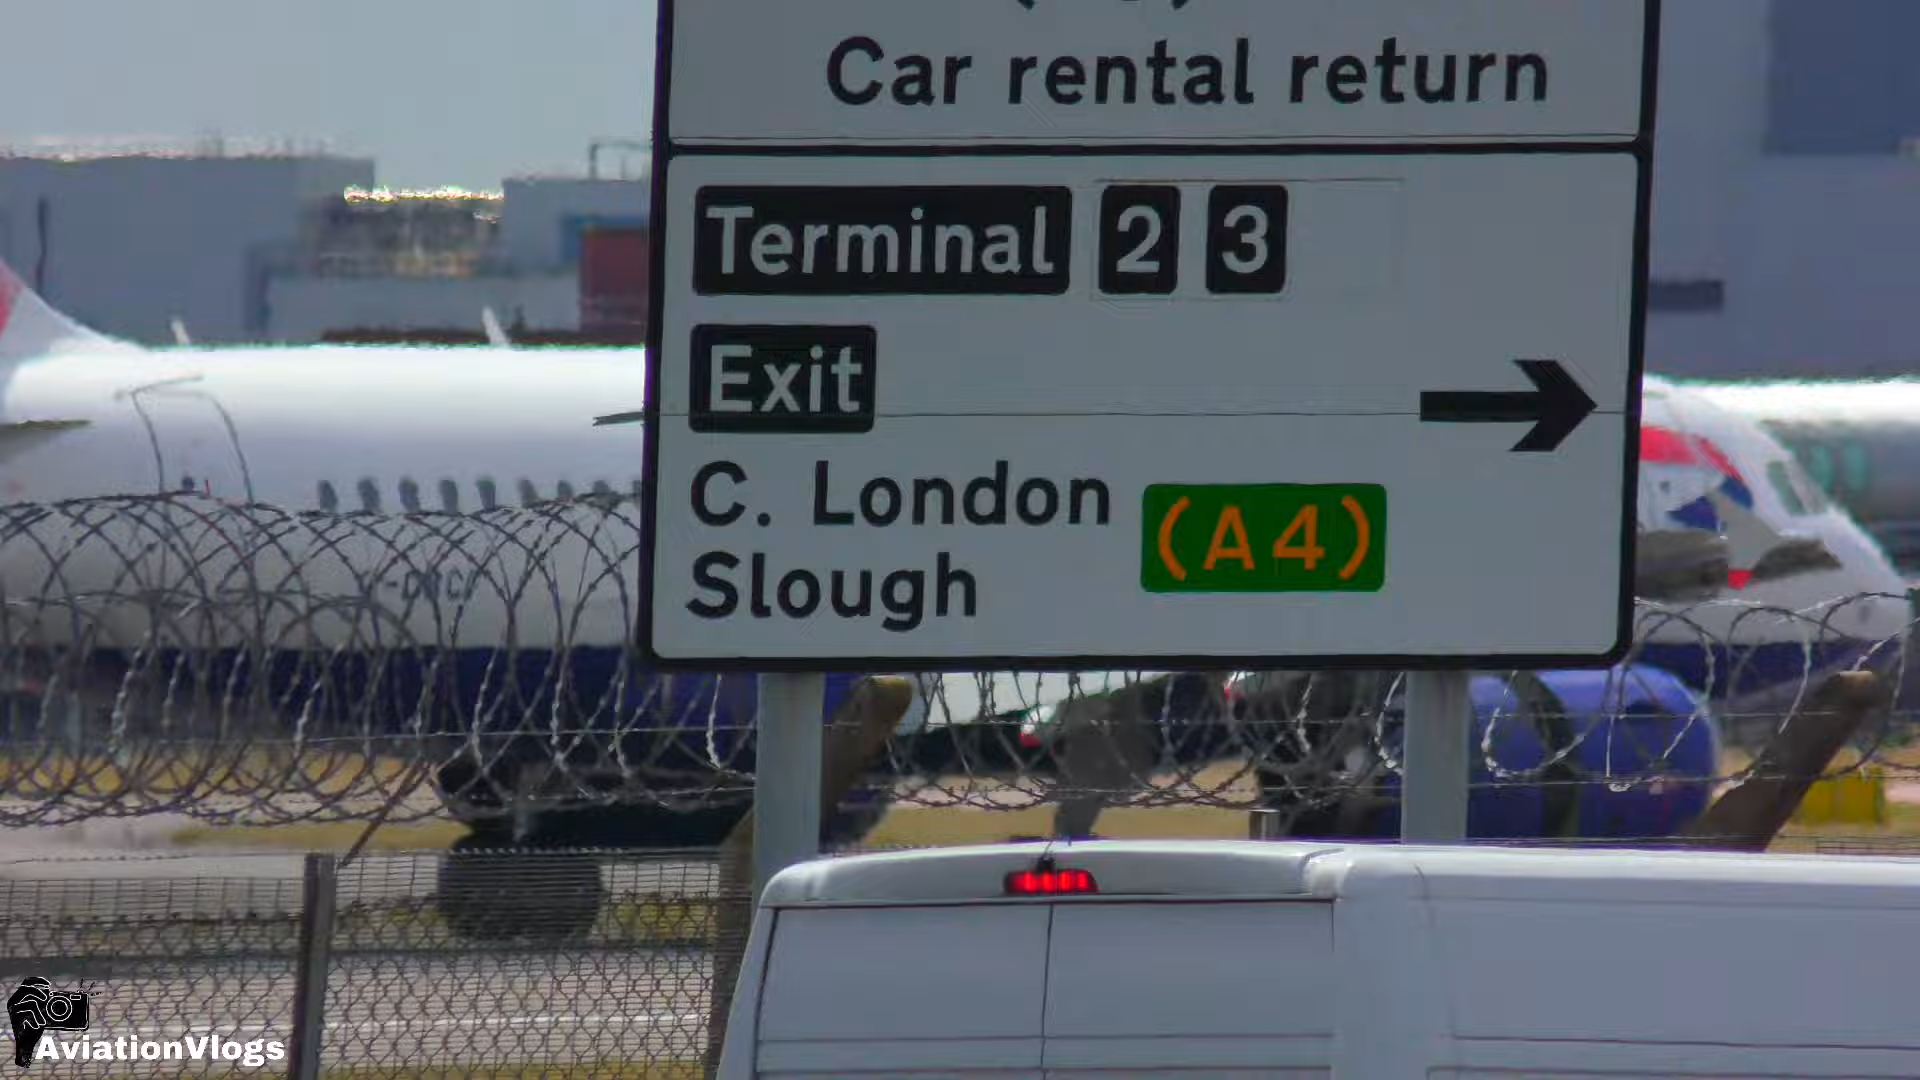 Car rental return
Terminal 2 3
Exit
C. London
Slough
(A4)
AviationVlogs